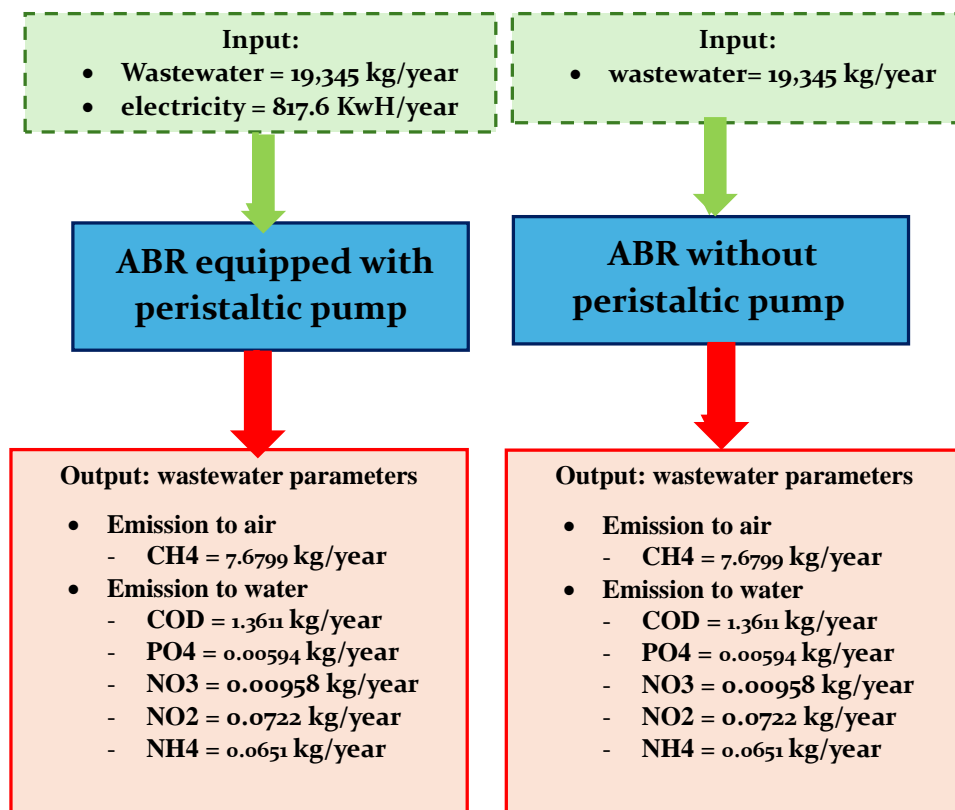 Input:
• Wastewater = 19,345 kg/year
• electricity = 817.6 KwH/year
ABR equipped with
peristaltic pump
Output: wastewater parameters
• Emission to air
- CH4 = 7.6799 kg/year
• Emission to water
- COD = 1.3611 kg/year
- PO4 = 0.00594 kg/year
- NO3 = 0.00958 kg/year
- NO2 = 0.0722 kg/year
- NH4 = 0.0651 kg/year
Input:
• wastewater= 19,345 kg/year
ABR without
peristaltic pump
Output: wastewater parameters
• Emission to air
- CH4 = 7.6799 kg/year
• Emission to water
- COD = 1.3611 kg/year
- PO4 = 0.00594 kg/year
- NO3 = 0.00958 kg/year
- NO2 = 0.0722 kg/year
- NH4 = 0.0651 kg/year